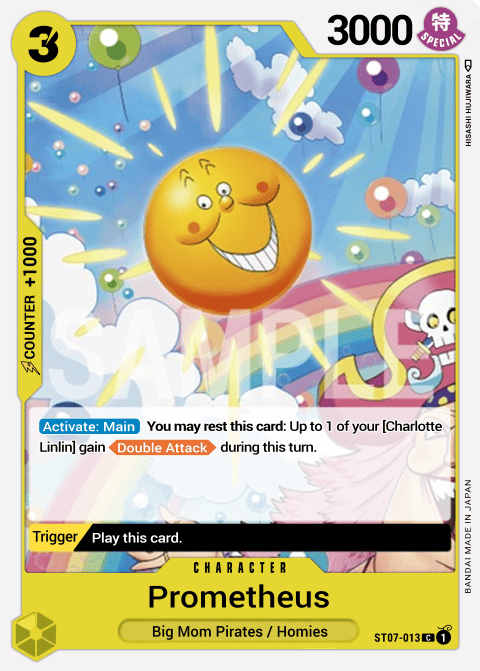 3
3000
特
SPECIAL
HISASHI HUJIIWARA
COUNTER +1000
SAMPLE
Activate: Main You may rest this card: Up to 1 of your [Charlotte
Linlin] gain Double Attack during this turn.
Trigger Play this card.
CHARACTER
Prometheus
Big Mom Pirates / Homies
ST07-013 C 1
BANDAI MADE IN JAPAN